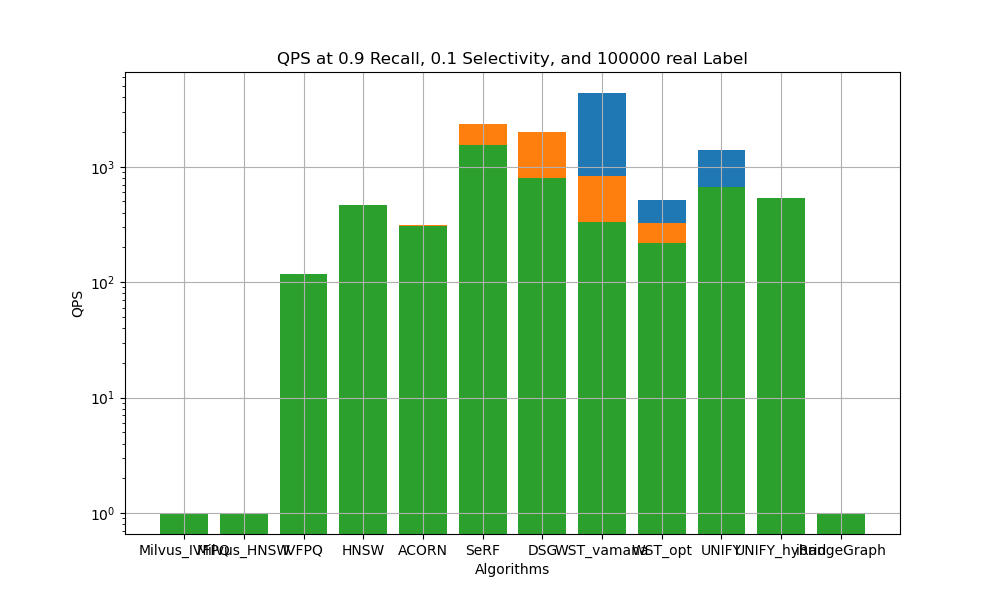 QPS at 0.9 Recall, 0.1 Selectivity, and 100000 real Label
10³
10²
10¹
10⁰
QPS
Milvus_IVFPQ Milvus_HNSW IVFPQ HNSW ACORN SeRF DSG WST_vamana WST_opt UNIFY UNIFY_hybrid iRangeGraph
Algorithms